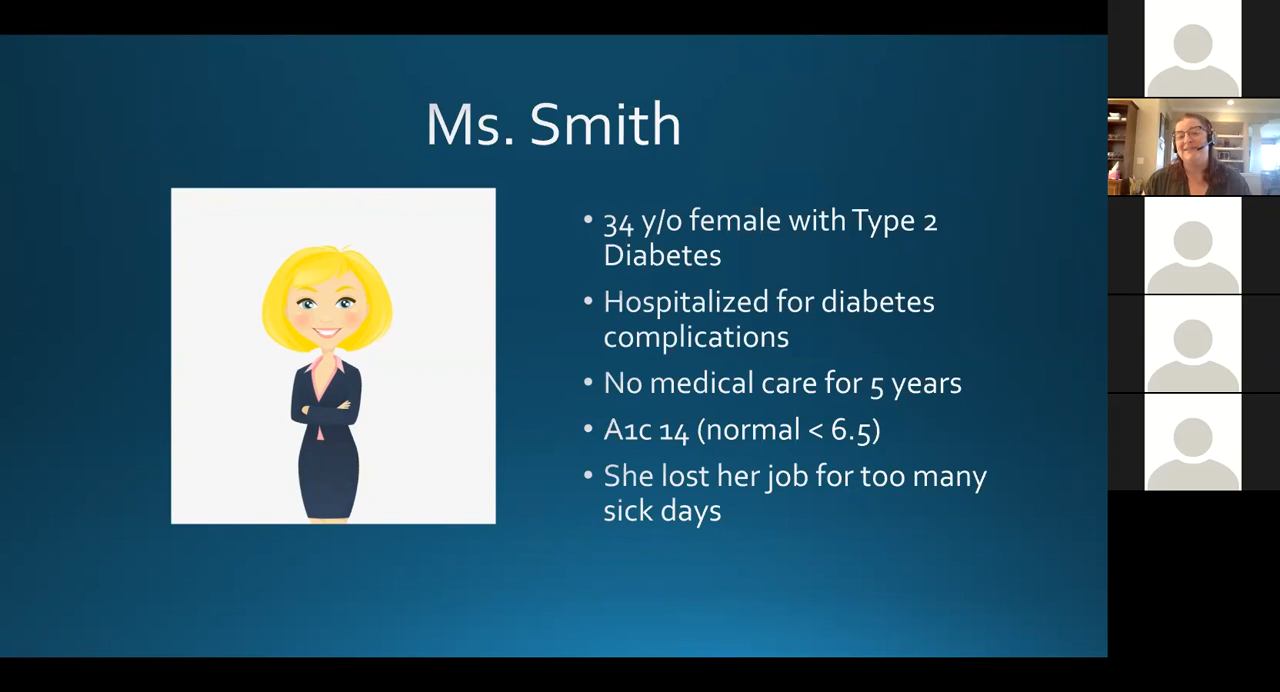 Ms. Smith
• 34 y/o female with Type 2
Diabetes
• Hospitalized for diabetes
complications
• No medical care for 5 years
• A1c 14 (normal < 6.5)
• She lost her job for too many
sick days